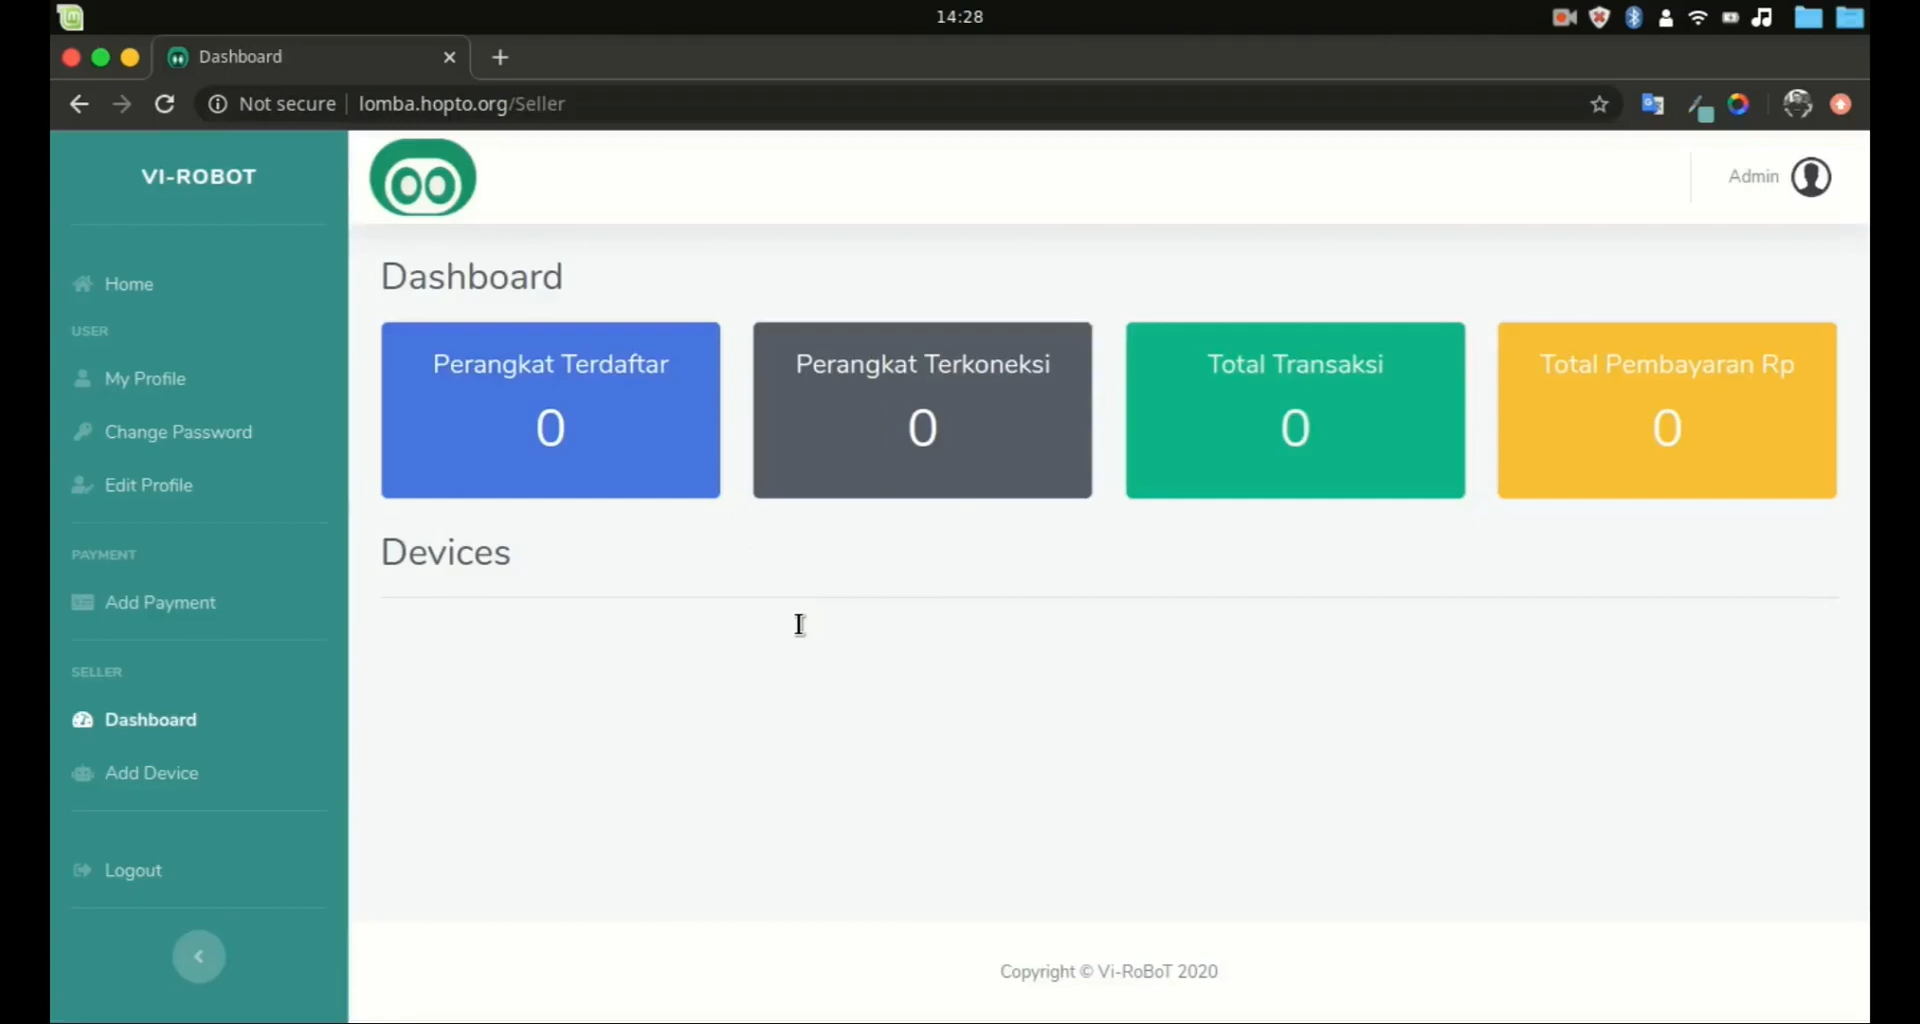 14:28
Dashboard
Not secure
lomba.hopto.org/Seller
VI-ROBOT
Admin
Home
USER
My Profile
Change Password
Edit Profile
PAYMENT
Add Payment
SELLER
Dashboard
Add Device
Logout
Dashboard
Perangkat Terdaftar
0
Perangkat Terkoneksi
0
Total Transaksi
0
Total Pembayaran Rp
0
Devices
Copyright © Vi-RoBoT 2020